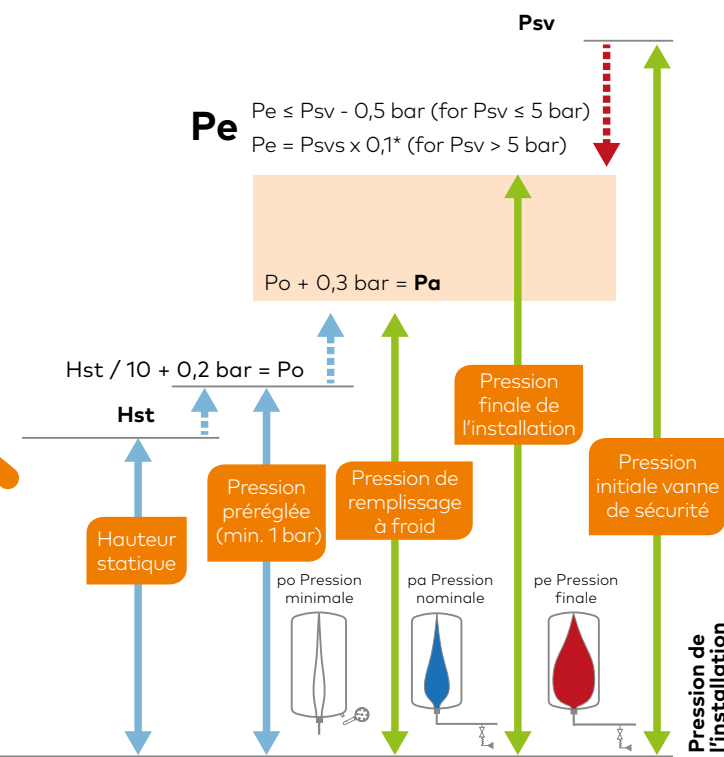 Psv
Pe
Pe ≤ Psv - 0,5 bar (for Psv ≤ 5 bar)
Pe = Psvs x 0,1* (for Psv > 5 bar)
Po + 0,3 bar = Pa
Hst / 10 + 0,2 bar = Po
Hst
Hauteur
statique
Pression
préréglée
(min. 1 bar)
Pression de
remplissage
à froid
Pression
finale de
l'installation
Pression
initiale vanne
de sécurité
po Pression
minimale
pa Pression
nominale
pe Pression
finale
Pression de
l'installation